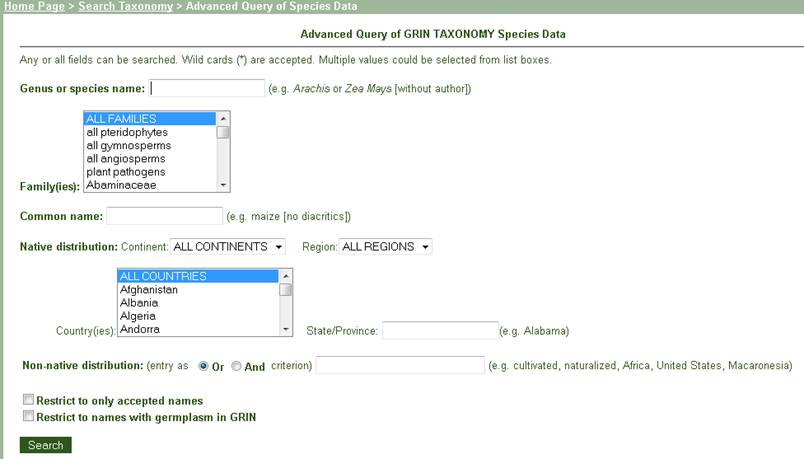 Home Page > Search Taxonomy > Advanced Query of Species Data
Advanced Query of GRIN TAXONOMY Species Data
Any or all fields can be searched. Wild cards (*) are accepted. Multiple values could be selected from list boxes.
Genus or species name: (e.g. Arachis or Zea Mays [without author])
ALL FAMILIES
all pteridophytes
all gymnosperms
all angiosperms
plant pathogens
Family(ies): Abaminaceae
Common name: (e.g. maize [no diacritics])
Native distribution: Continent: ALL CONTINENTS Region: ALL REGIONS
ALL COUNTRIES
Afghanistan
Albania
Algeria
Country(ies): Andorra State/Province: (e.g. Alabama)
Non-native distribution: (entry as Or And criterion) (e.g. cultivated, naturalized, Africa, United States, Macaronesia)
Restrict to only accepted names
Restrict to names with germplasm in GRIN
Search